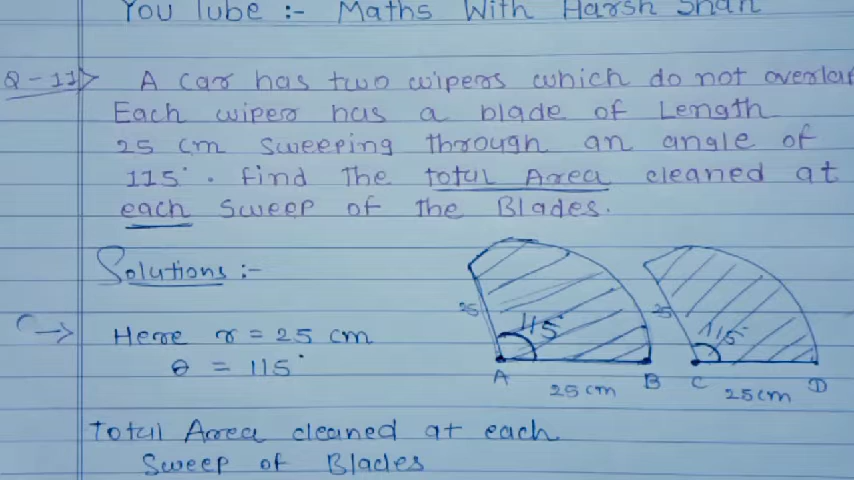 You Tube :- Maths With Harsh Shah
Q-11> A car has two wipers which do not overlap
Each wiper has a blade of Length
25 cm sweeping through an angle of
115°. Find The total Area cleaned at
each Sweep of The Blades.
Solutions :-
Here r = 25 cm
θ = 115°
25
115°
A
25 cm
B
25
115°
C
25cm
D
Total Area cleaned at each
Sweep of Blades